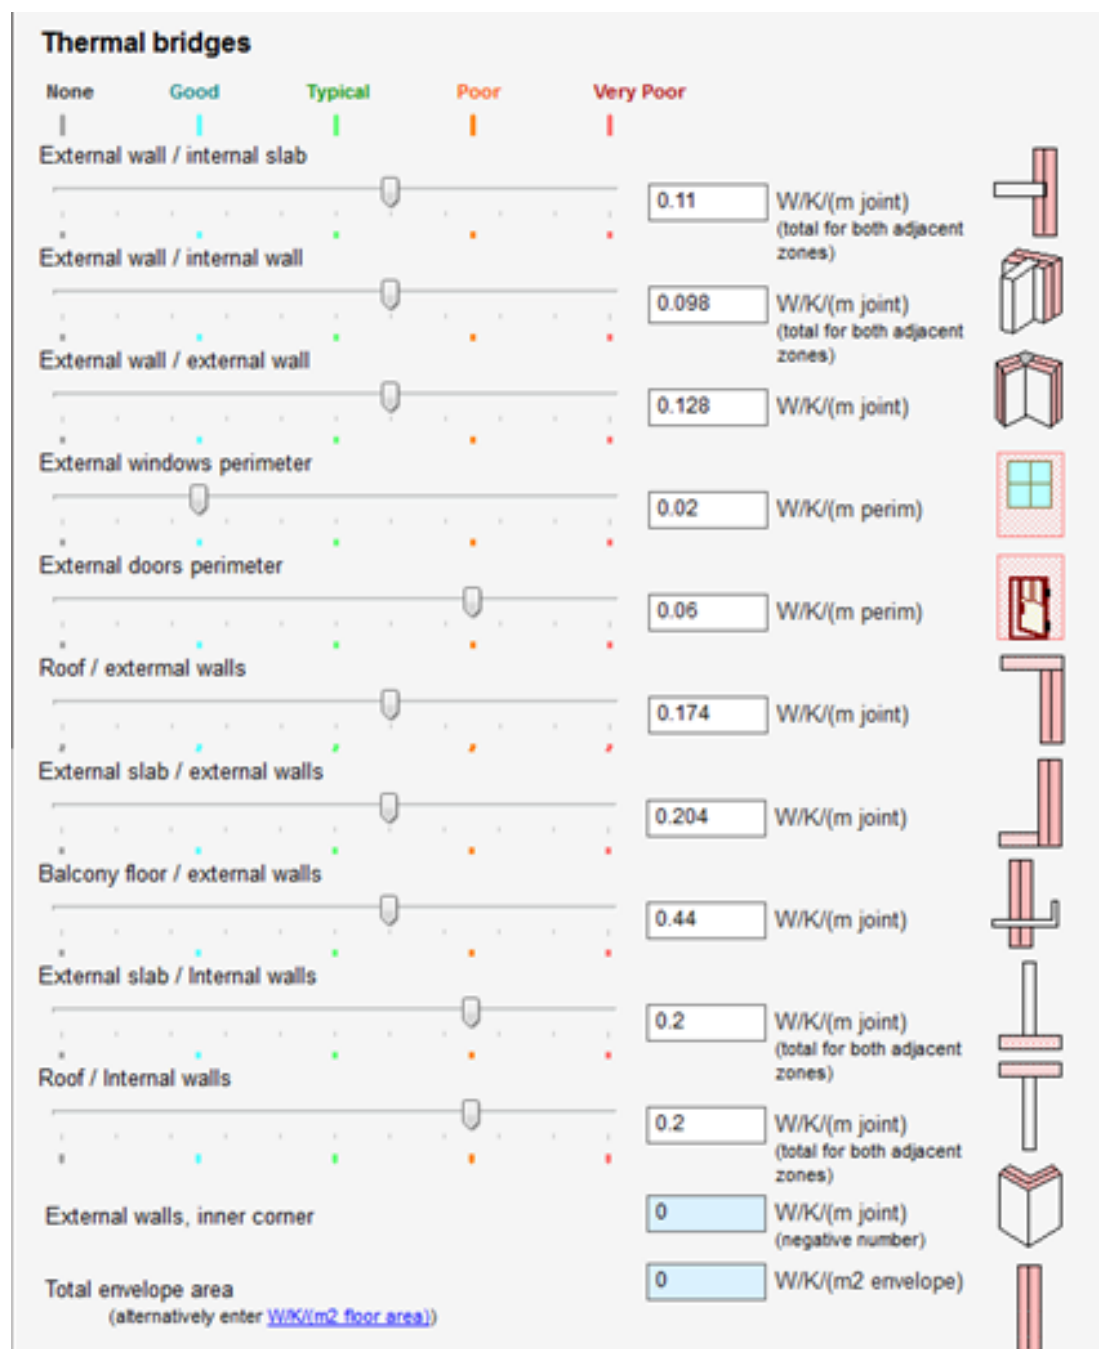 Thermal bridges
None Good Typical Poor Very Poor
External wall / internal slab
0.11 W/K/(m joint)
(total for both adjacent
zones)
External wall / internal wall
0.098 W/K/(m joint)
(total for both adjacent
zones)
External wall / external wall
0.128 W/K/(m joint)
External windows perimeter
0.02 W/K/(m perim)
External doors perimeter
0.06 W/K/(m perim)
Roof / extermal walls
0.174 W/K/(m joint)
External slab / external walls
0.204 W/K/(m joint)
Balcony floor / external walls
0.44 W/K/(m joint)
External slab / Internal walls
0.2 W/K/(m joint)
(total for both adjacent
zones)
Roof / Internal walls
0.2 W/K/(m joint)
(total for both adjacent
zones)
External walls, inner corner 0 W/K/(m joint)
(negative number)
Total envelope area 0 W/K/(m2 envelope)
(alternatively enter W/K/(m2 floor area))